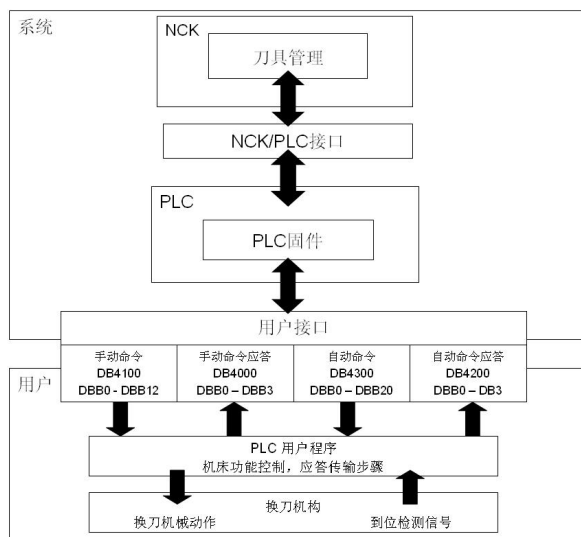 系统
NCK
刀具管理
NCK/PLC接口
PLC
PLC固件
用户接口
用户
手动命令
DB4100
DBB0 - DBB12
手动命令应答
DB4000
DBB0 – DBB3
自动命令
DB4300
DBB0 – DBB20
自动命令应答
DB4200
DBB0 – DB3
PLC 用户程序
机床功能控制，应答传输步骤
换刀机构
换刀机械动作
到位检测信号